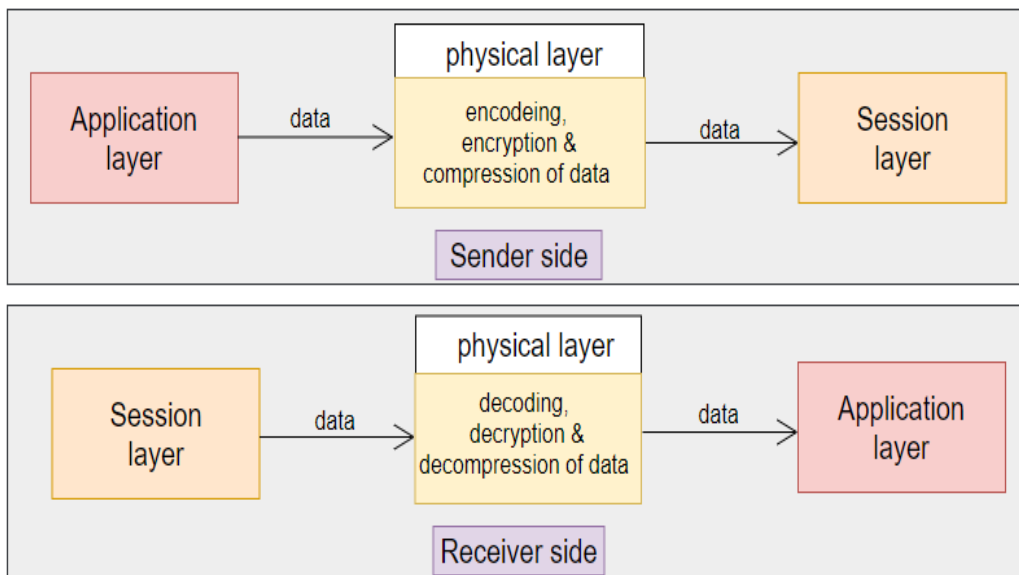 physical layer
Application
layer
data
encodeing,
encryption &
compression of data
data
Session
layer
Sender side
physical layer
Session
layer
data
decoding,
decryption &
decompression of data
data
Application
layer
Receiver side